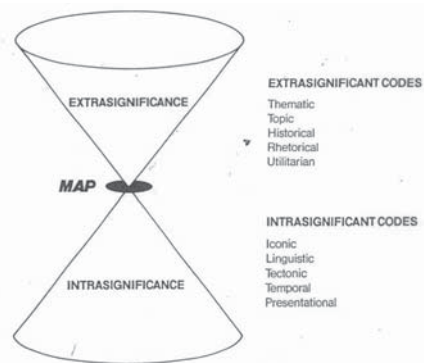 EXTRASIGNIFICANCE
MAP
INTRASIGNIFICANCE
EXTRASIGNIFICANT CODES
Thematic
Topic
Historical
Rhetorical
Utilitarian
INTRASIGNIFICANT CODES
Iconic
Linguistic
Tectonic
Temporal
Presentational